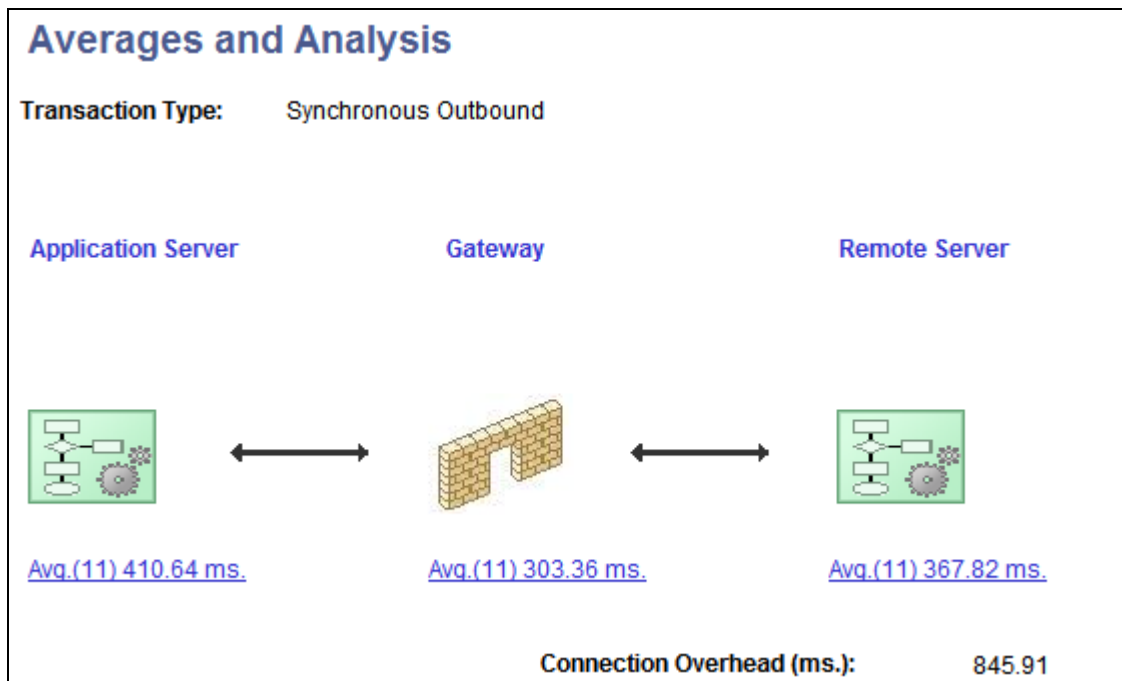 Averages and Analysis
Transaction Type: Synchronous Outbound
Application Server Gateway Remote Server
Avg.(11) 410.64 ms. Avg.(11) 303.36 ms. Avg.(11) 367.82 ms.
Connection Overhead (ms.): 845.91